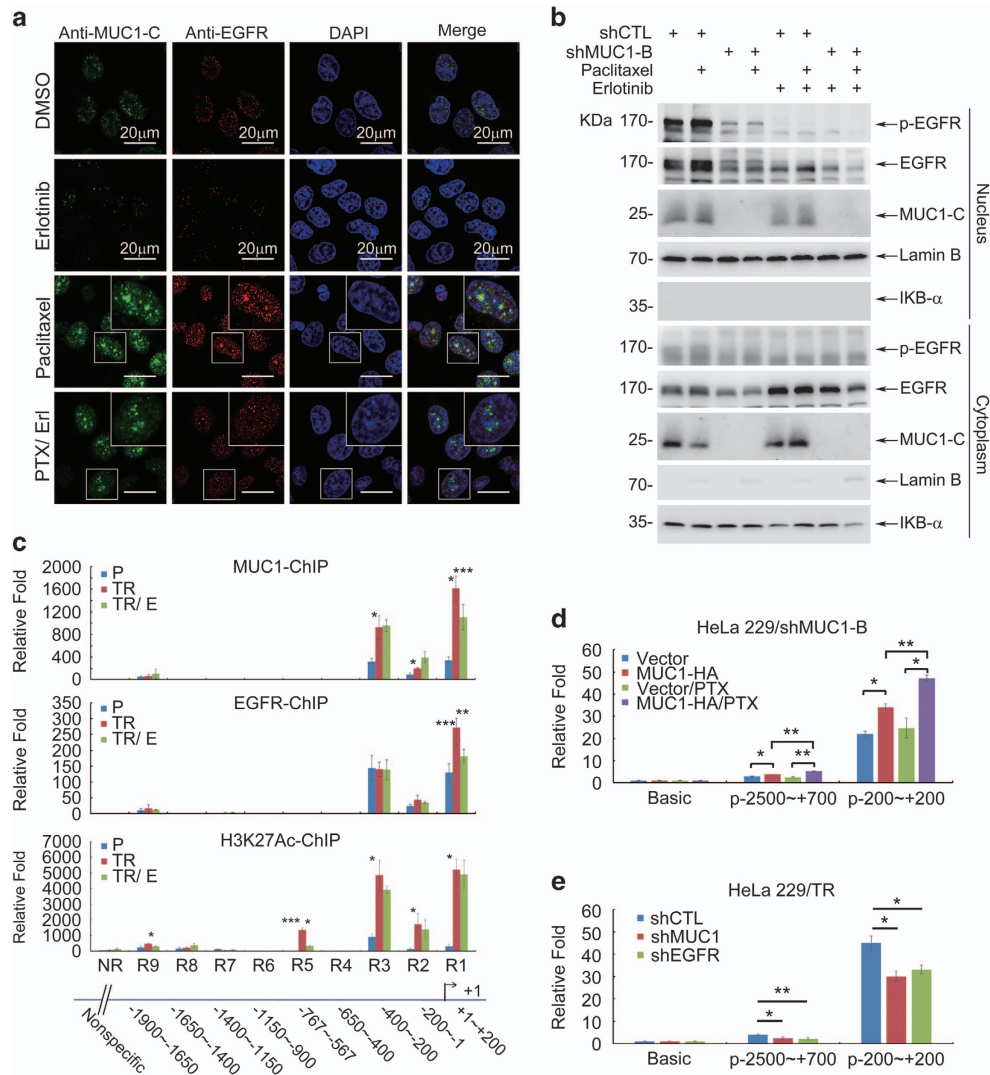 a
Anti-MUC1-C Anti-EGFR DAPI Merge
DMSO
20μm 20μm 20μm 20μm
Erlotinib
20μm 20μm 20μm 20μm
Paclitaxel
PTX/ Erl
b
shCTL + + + +
shMUC1-B + + + +
Paclitaxel + + + +
Erlotinib + + + +
KDa 170- p-EGFR
170- EGFR
25- MUC1-C
70- Lamin B
35- IKB-α
Nucleus
170- p-EGFR
170- EGFR
25- MUC1-C
70- Lamin B
35- IKB-α
Cytoplasm
c
MUC1-ChIP
Relative Fold
2000
1600
1200
800
400
0
P
TR
TR/ E
* * * ***
EGFR-ChIP
Relative Fold
350
300
250
200
150
100
50
0
P
TR
TR/ E
*** **
H3K27Ac-ChIP
Relative Fold
7000
6000
5000
4000
3000
2000
1000
0
P
TR
TR/ E
* *** * * * *
NR R9 R8 R7 R6 R5 R4 R3 R2 R1
+1
Nonspecific -1900~-1650 -1650~-1400 -1400~-1150 -1150~-900 -767~-567 -650~-400 -400~-200 -200~-1 +1~+200
d
HeLa 229/shMUC1-B
Relative Fold
60
50
40
30
20
10
0
Vector
MUC1-HA
Vector/PTX
MUC1-HA/PTX
* ** ** * ** *
Basic p-2500~+700 p-200~+200
e
HeLa 229/TR
Relative Fold
60
50
40
30
20
10
0
shCTL
shMUC1
shEGFR
** * * *
Basic p-2500~+700 p-200~+200